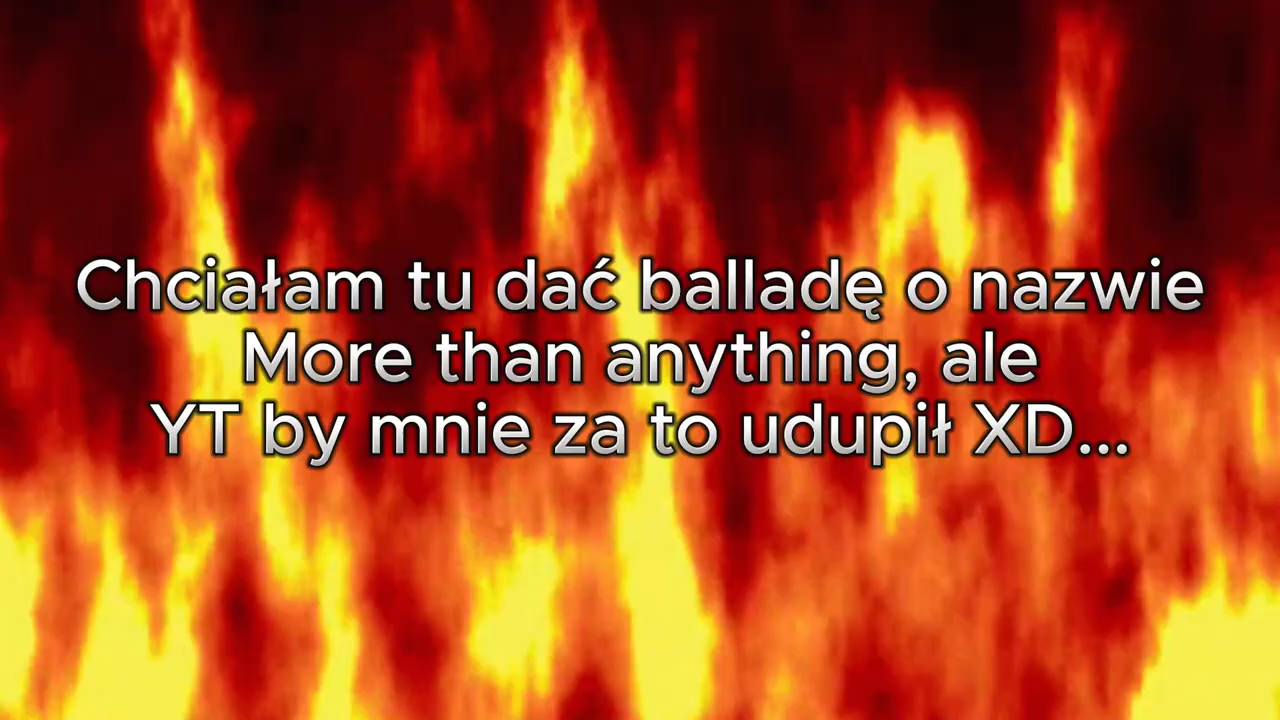 Chciałam tu dać balladę o nazwie
More than anything, ale
YT by mnie za to udupił XD...